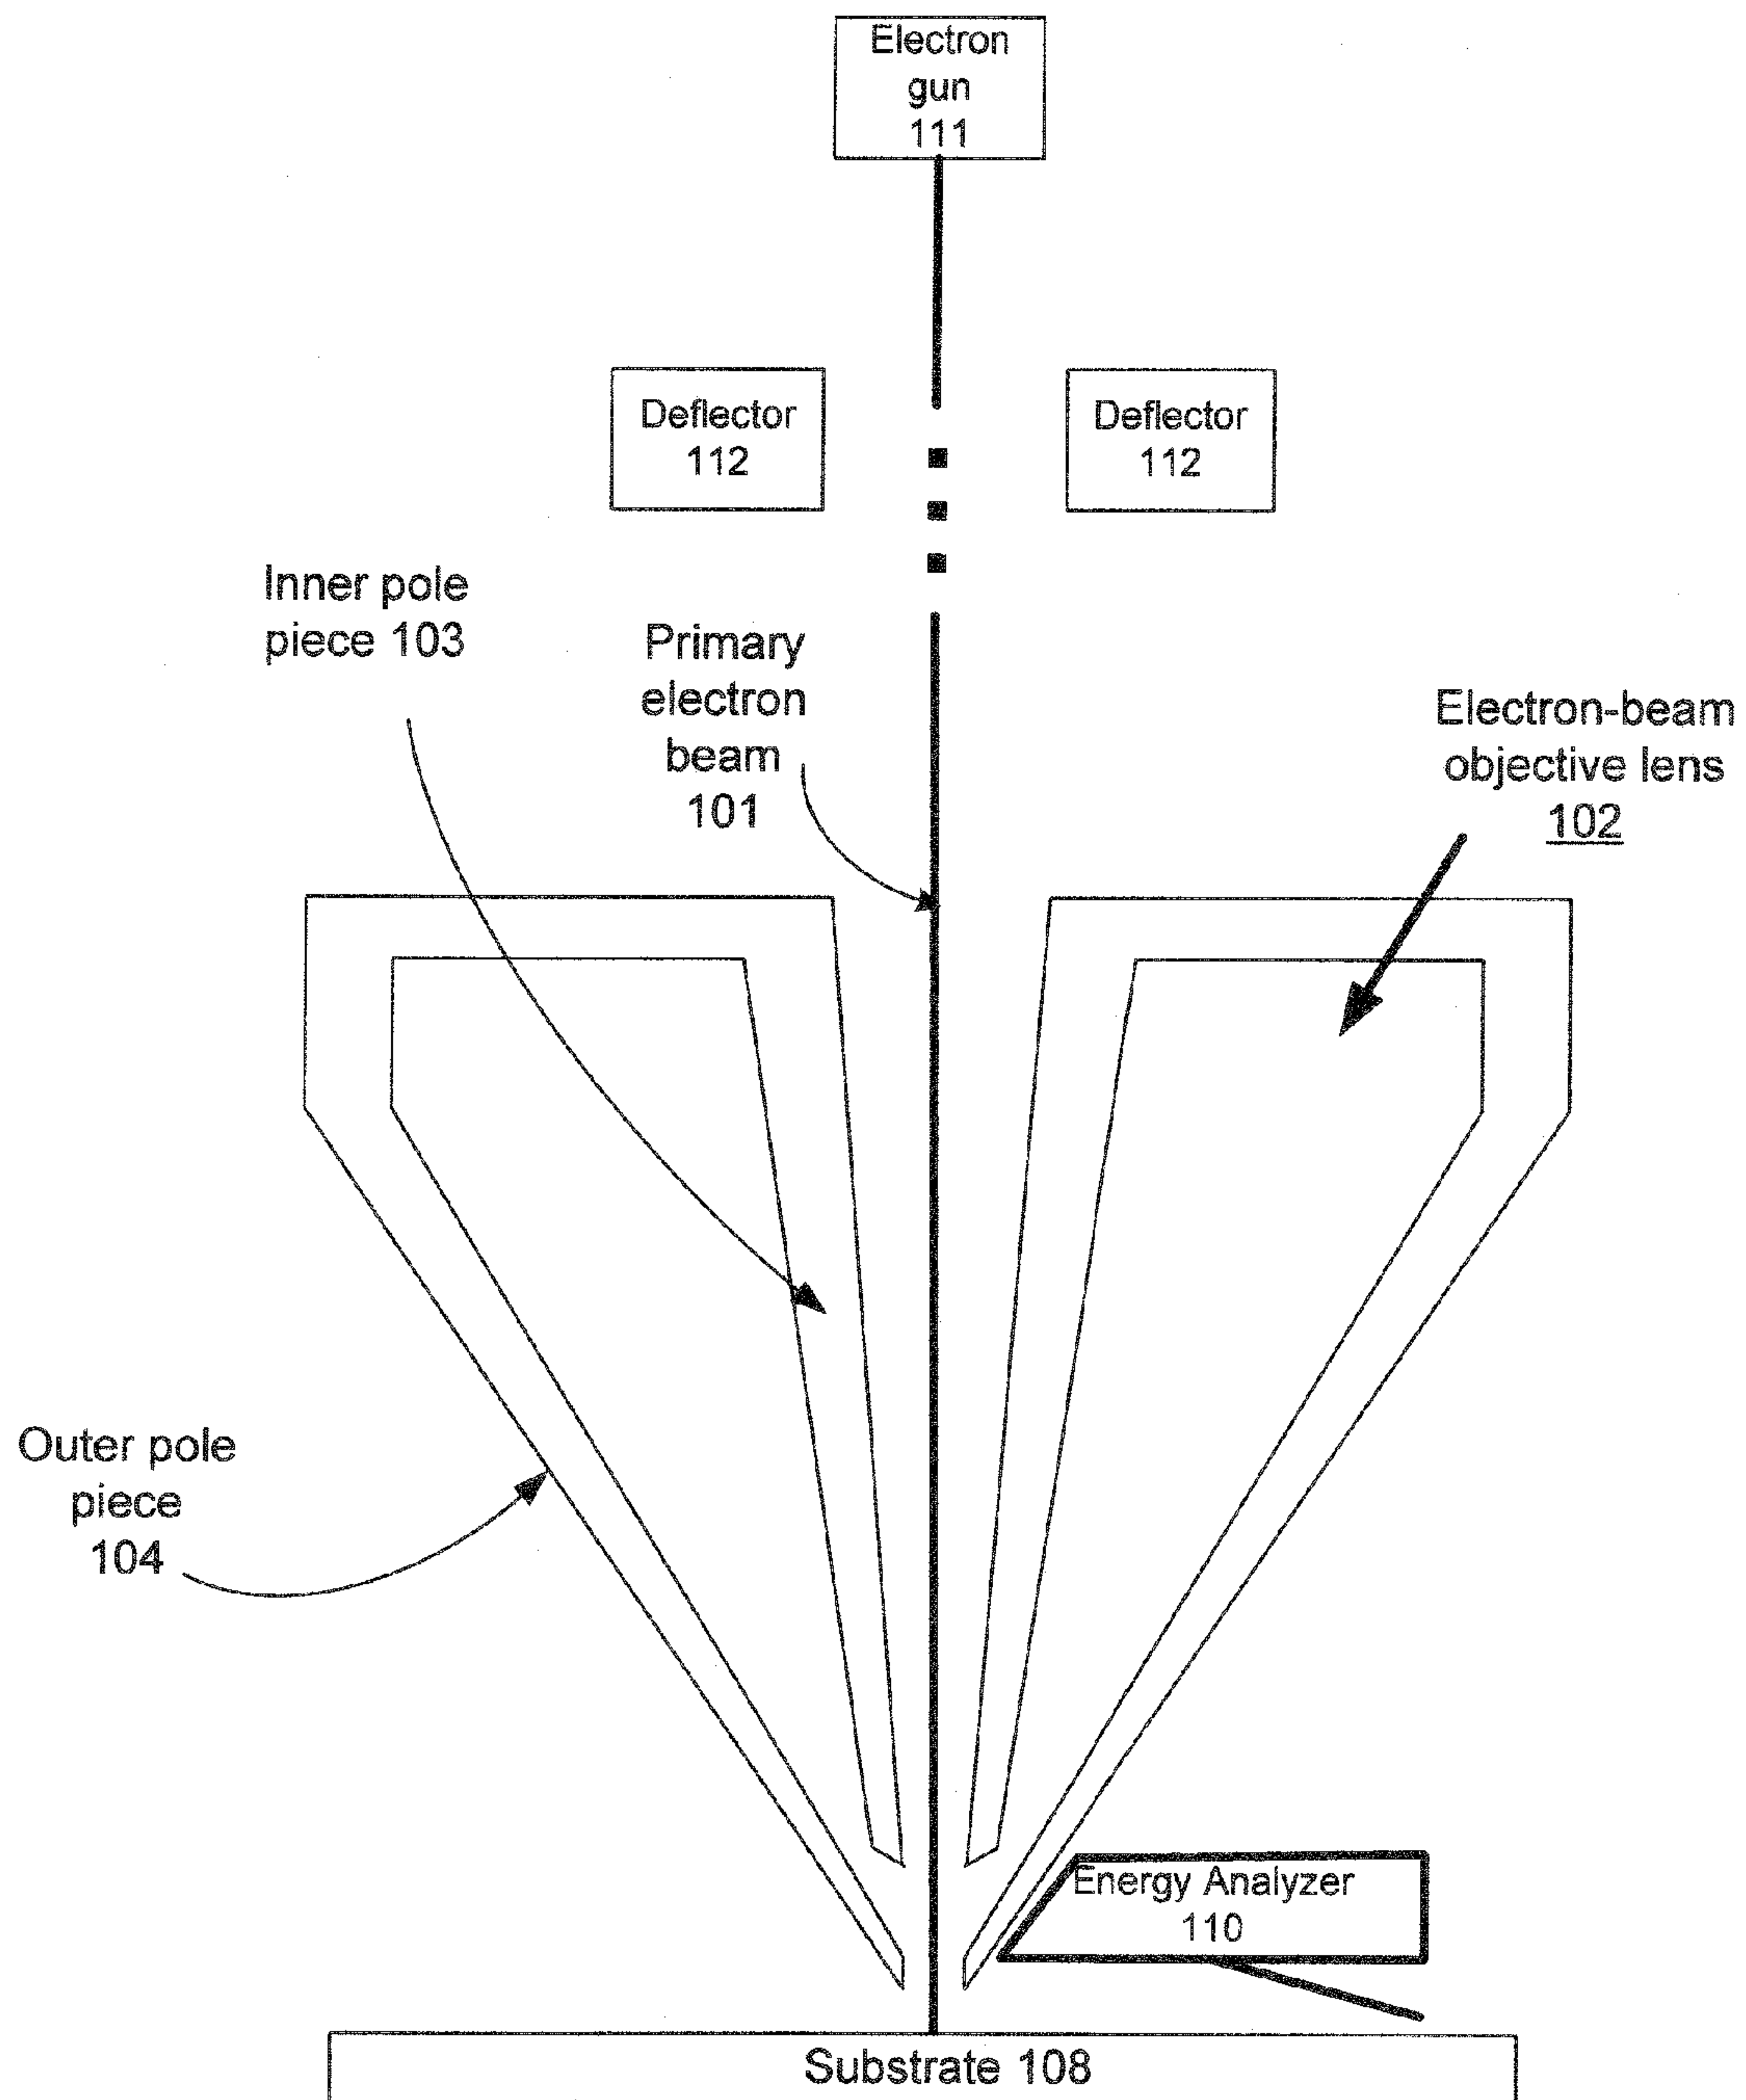 Electron
gun
111
Deflector
112
Deflector
112
Inner pole
piece 103
Primary
electron
beam
101
Electron-beam
objective lens
102
Outer pole
piece
104
Energy Analyzer
110
Substrate 108